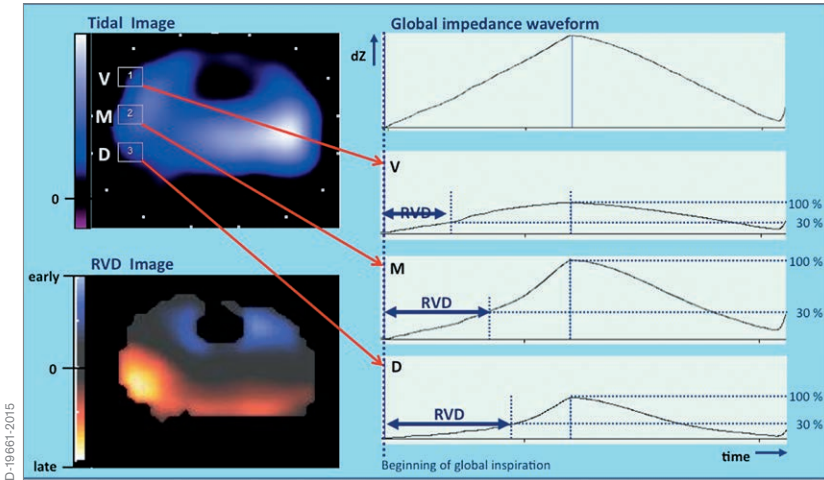 Tidal Image
V
1
M
2
D
3
0
RVD Image
early
0
late
Global impedance waveform
dZ
V
RVD
100 %
30 %
M
RVD
100 %
30 %
D
RVD
100 %
30 %
Beginning of global inspiration
time
D-19661-2015